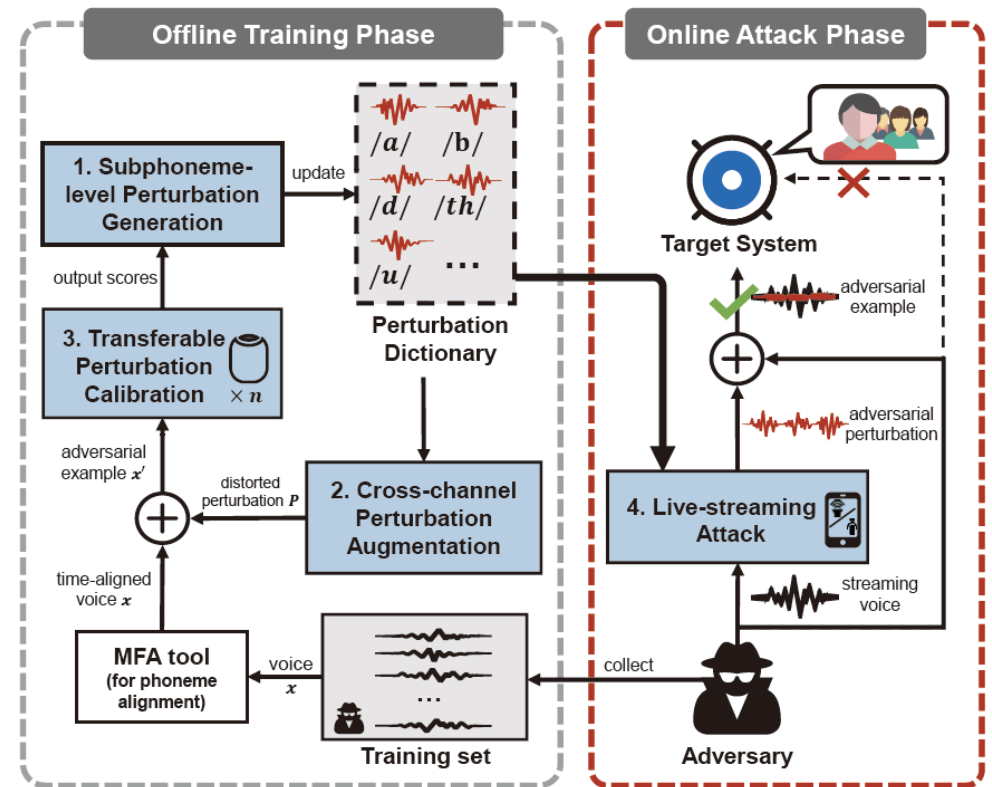 Offline Training Phase
Online Attack Phase
1. Subphoneme-
level Perturbation
Generation
update
/a/ /b/
/d/ /th/
/u/ ...
Perturbation
Dictionary
output scores
3. Transferable
Perturbation
Calibration
× n
adversarial
example x′
distorted
perturbation P
2. Cross-channel
Perturbation
Augmentation
time-aligned
voice x
MFA tool
(for phoneme
alignment)
voice
x
...
Training set
collect
Target System
adversarial
example
adversarial
perturbation
4. Live-streaming
Attack
streaming
voice
Adversary